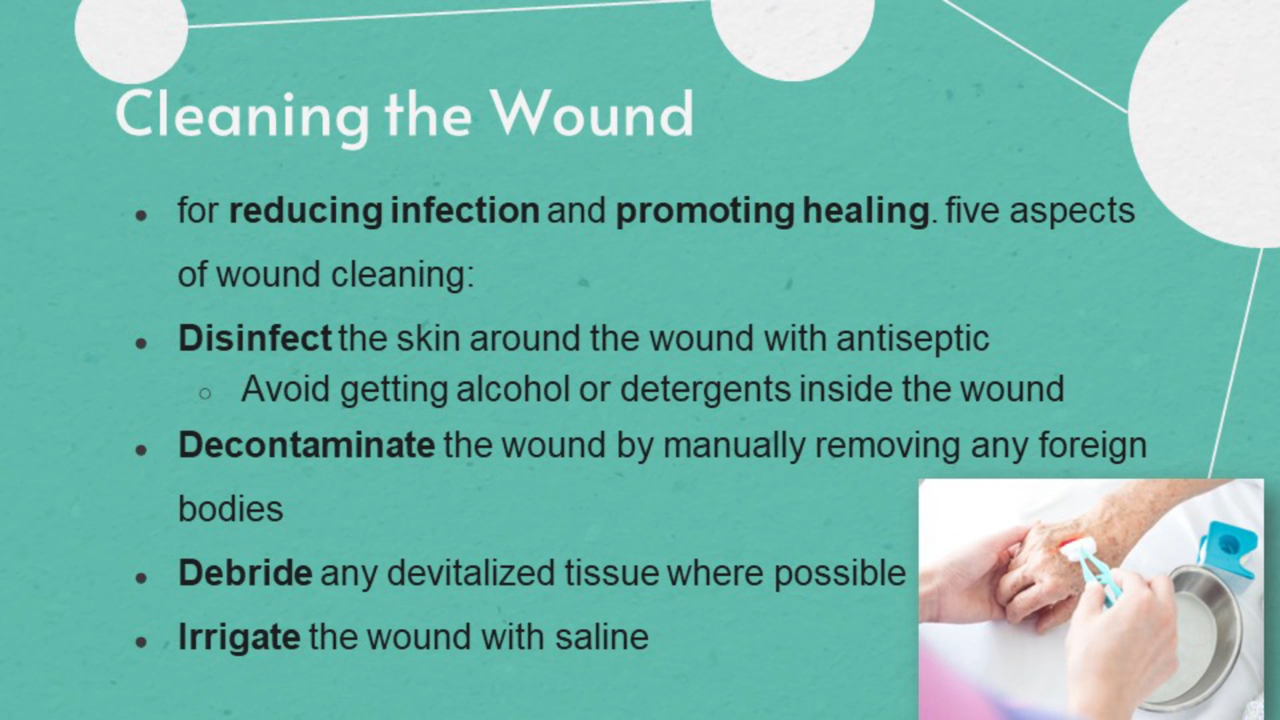 Cleaning the Wound
• for reducing infection and promoting healing. five aspects
of wound cleaning:
• Disinfect the skin around the wound with antiseptic
○ Avoid getting alcohol or detergents inside the wound
• Decontaminate the wound by manually removing any foreign
bodies
• Debride any devitalized tissue where possible
• Irrigate the wound with saline